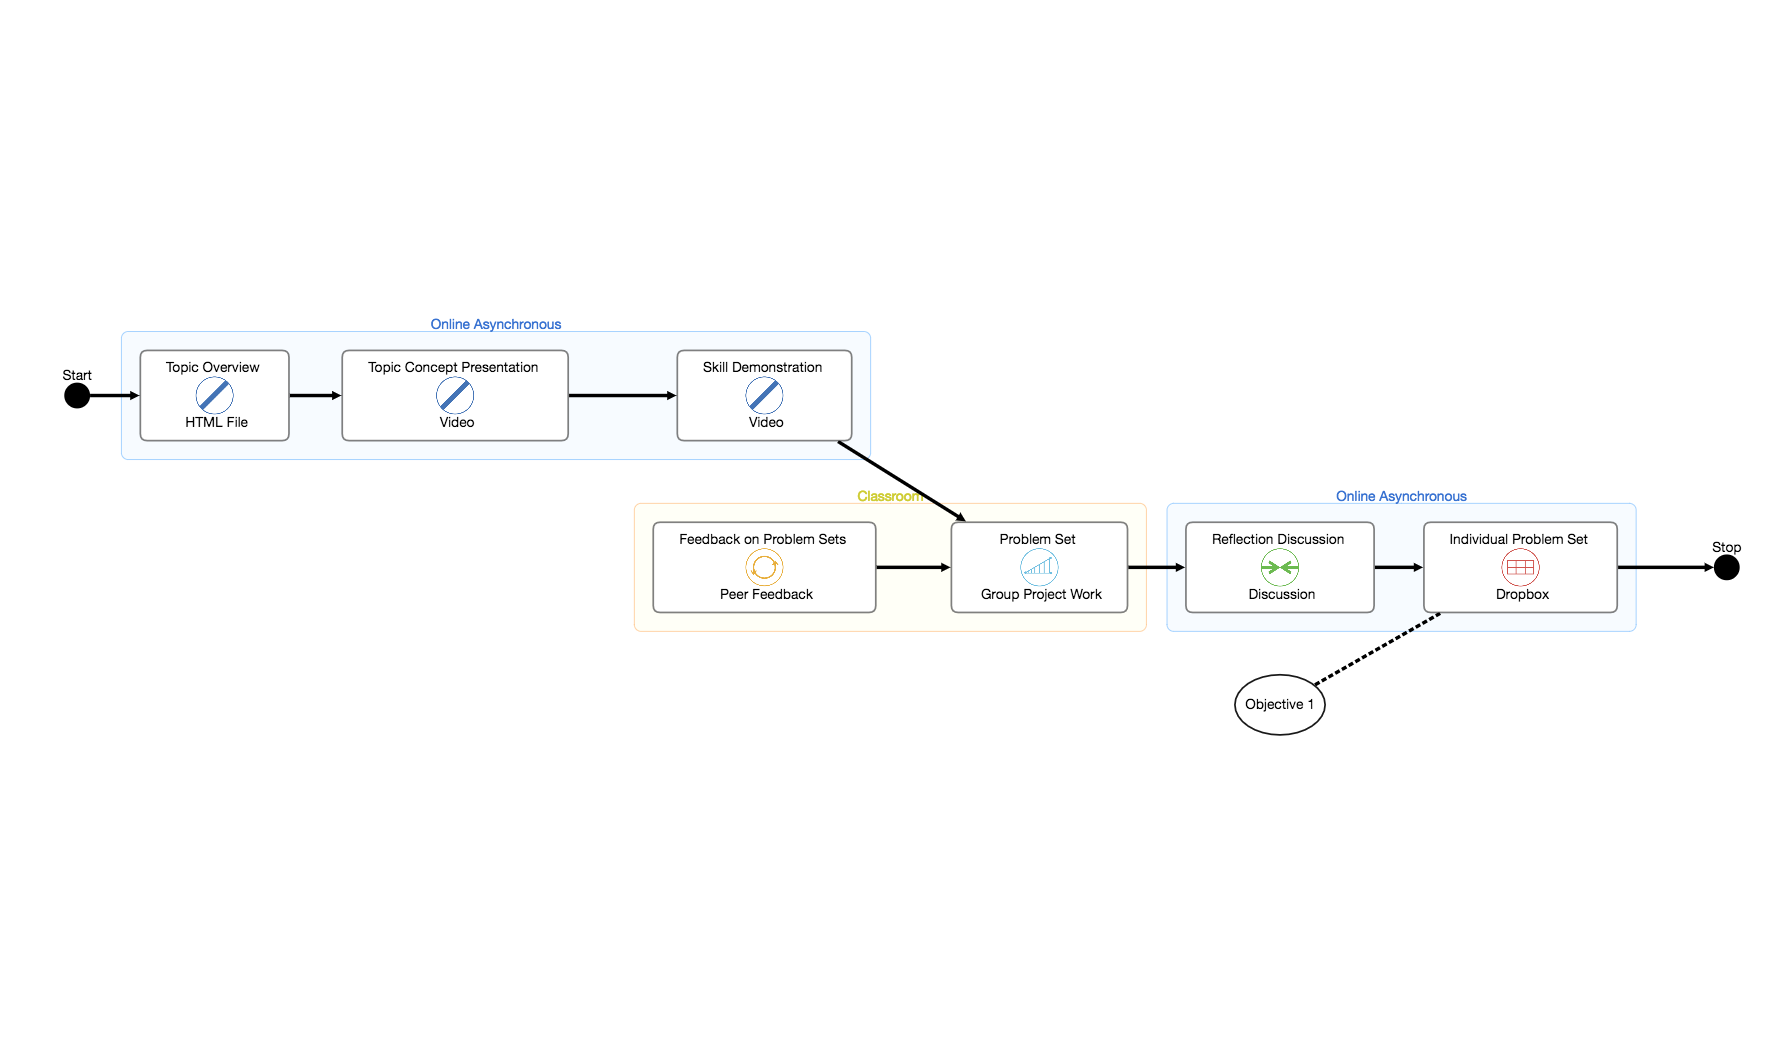 Online Asynchronous
Start
Topic Overview
HTML File
Topic Concept Presentation
Video
Skill Demonstration
Video
Classroom
Feedback on Problem Sets
Peer Feedback
Problem Set
Group Project Work
Online Asynchronous
Reflection Discussion
Discussion
Individual Problem Set
Dropbox
Stop
Objective 1